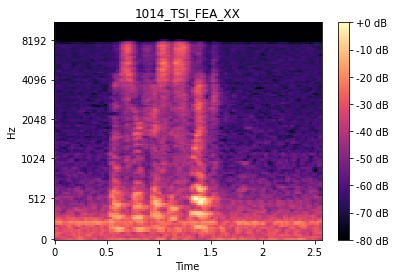 1014_TSI_FEA_XX
Hz
8192
4096
2048
1024
512
0
0 0.5 1 1.5 2 2.5
Time
+0 dB
-10 dB
-20 dB
-30 dB
-40 dB
-50 dB
-60 dB
-70 dB
-80 dB